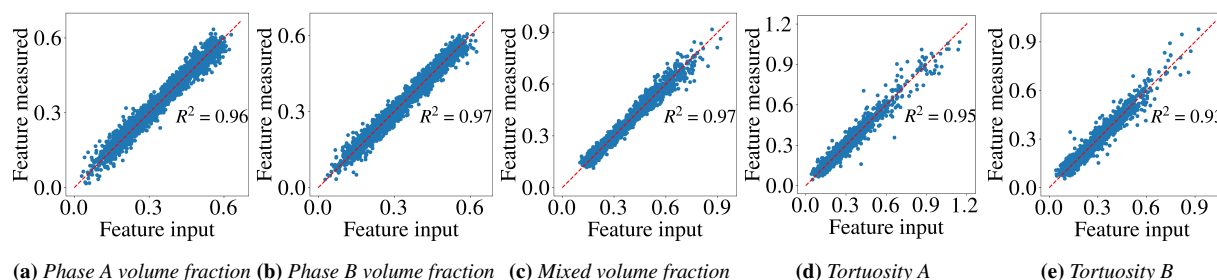 Feature measured
0.6
0.3
0.0
R² = 0.96
0.0 0.3 0.6
Feature input
(a) Phase A volume fraction
Feature measured
0.6
0.3
0.0
R² = 0.97
0.0 0.3 0.6
Feature input
(b) Phase B volume fraction
Feature measured
0.9
0.6
0.3
0.0
R² = 0.97
0.0 0.3 0.6 0.9
Feature input
(c) Mixed volume fraction
Feature measured
1.2
0.9
0.6
0.3
0.0
R² = 0.95
0.0 0.3 0.6 0.9 1.2
Feature input
(d) Tortuosity A
Feature measured
0.9
0.6
0.3
0.0
R² = 0.93
0.0 0.3 0.6 0.9
Feature input
(e) Tortuosity B